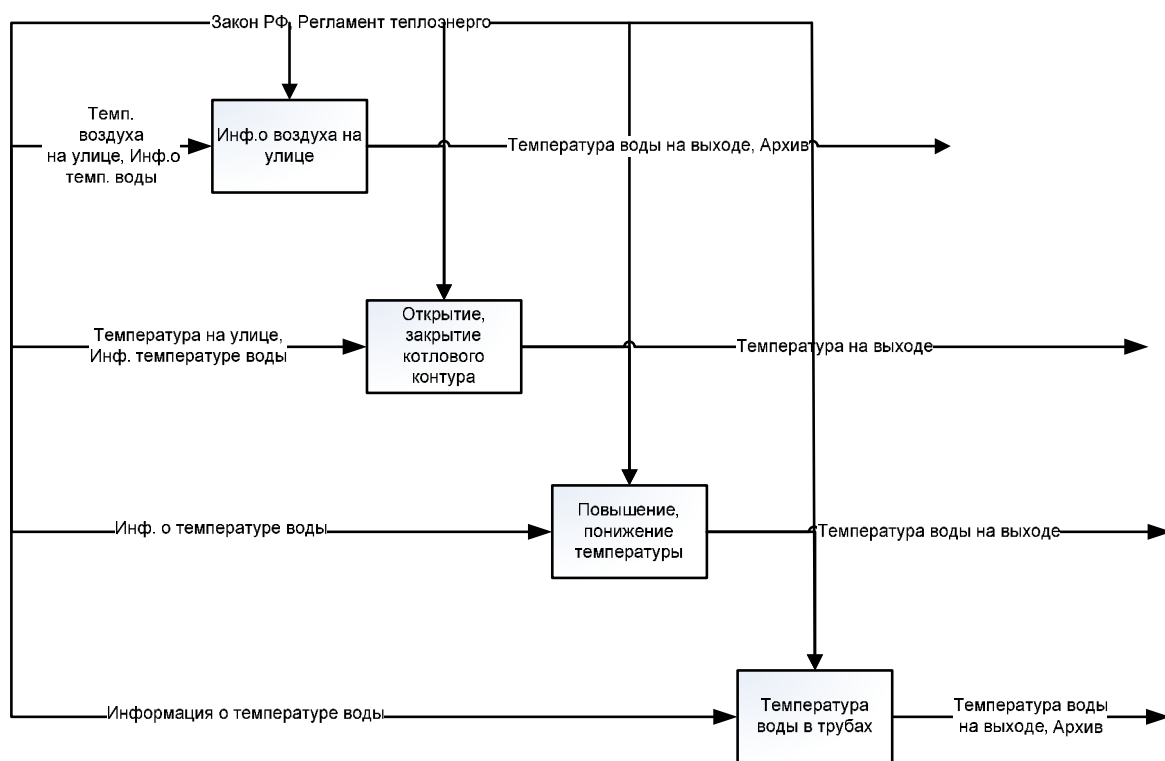 Закон РФ, Регламент теплоэнерго
Темп.
воздуха
на улице, Инф.о
темп. воды
Инф.о воздуха на
улице
Температура воды на выходе, Архив
Температура на улице,
Инф. температуре воды
Открытие,
закрытие
котлового
контура
Температура на выходе
Инф. о температуре воды
Повышение,
понижение
температуры
Температура воды на выходе
Информация о температуре воды
Температура
воды в трубах
Температура воды
на выходе, Архив